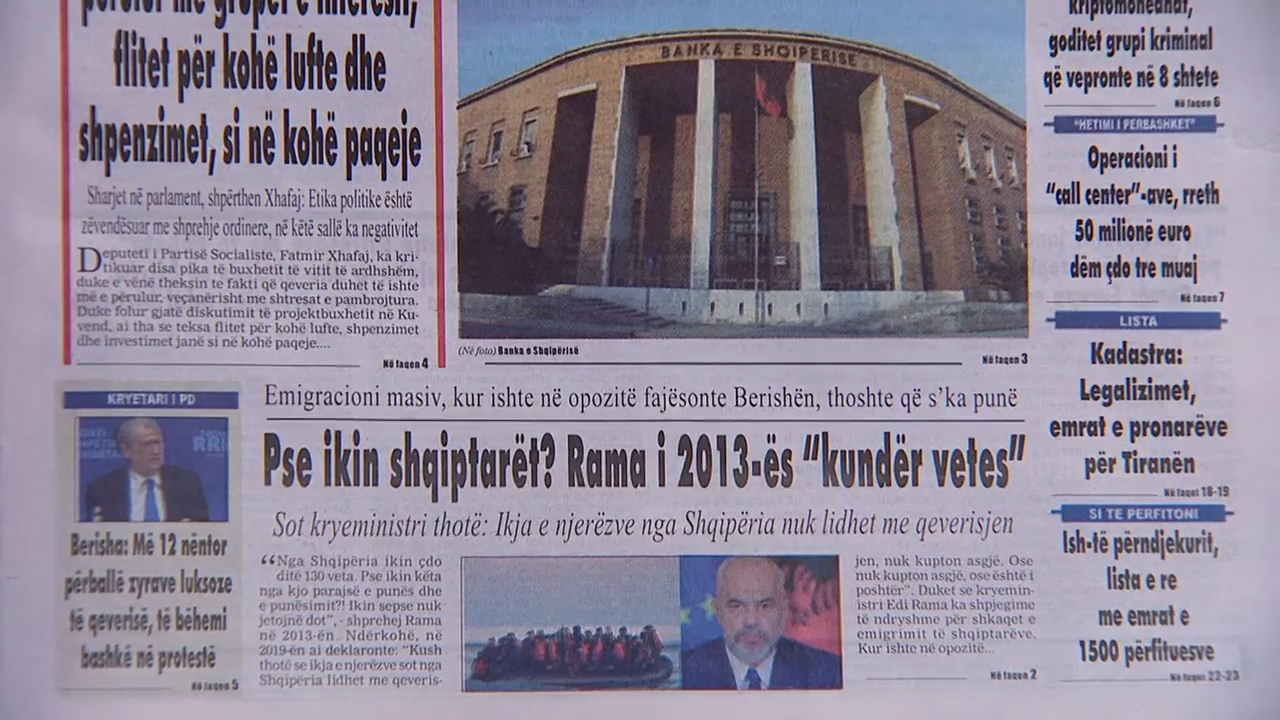 flitet për kohë lufte dhe
shpenzimet, si në kohë paqeje
Sharjet në parlament, shpërthen Xhafaj: Etika politike është
zëvendësuar me shprehje ordinere, në këtë sallë ka negativitet
Deputeti i Partisë Socialiste, Fatmir Xhafaj, ka kri-
tikuar disa pika të buxhetit të vitit të ardhshëm,
duke e vënë theksin te fakti që qeveria duhet të ishte
më e përulur, veçanërisht me shtresat e pambrojtura.
Duke folur gjatë diskutimit të projektbuxhetit në Ku-
vend, ai tha se teksa flitet për kohë lufte, shpenzimet
dhe investimet janë si në kohë paqeje....
Në faqen 4
BANKA E SHQIPERISE
(Në foto) Banka e Shqipërisë
Në faqen 3
kriptomonedhat,
goditet grupi kriminal
që vepronte në 8 shtete
Në faqen 6
"HETIMI I PERBASHKET"
Operacioni i
"call center"-ave, rreth
50 milionë euro
dëm çdo tre muaj
Në faqen 7
LISTA
Kadastra:
Legalizimet,
emrat e pronarëve
për Tiranën
Në faqet 18-19
SI TE PERFITONI
Ish-të përndjekurit,
lista e re
me emrat e
1500 përfituesve
Në faqet 22-23
KRYETARI I PD
Berisha: Më 12 nëntor
përballë zyrave luksoze
të qeverisë, të bëhemi
bashkë në protestë
Në faqen 5
Emigracioni masiv, kur ishte në opozitë fajësonte Berishën, thoshte që s'ka punë
Pse ikin shqiptarët? Rama i 2013-ës "kundër vetes"
Sot kryeministri thotë: Ikja e njerëzve nga Shqipëria nuk lidhet me qeverisjen
“Nga Shqipëria ikin çdo
ditë 130 veta. Pse ikin këta
nga kjo parajsë e punës dhe
e punësimit?! Ikin sepse nuk
jetojnë dot", - shprehej Rama
në 2013-ën. Ndërkohë, në
2019-ën ai deklaronte: "Kush
thotë se ikja e njerëzve sot nga
Shqipëria lidhet me qeveris-
jen, nuk kupton asgjë. Ose
nuk kupton asgjë, ose është i
poshtër". Duket se kryemin-
istri Edi Rama ka shpjegime
të ndryshme për shkaqet e
emigrimit të shqiptarëve.
Kur ishte në opozitë...
Në faqen 2